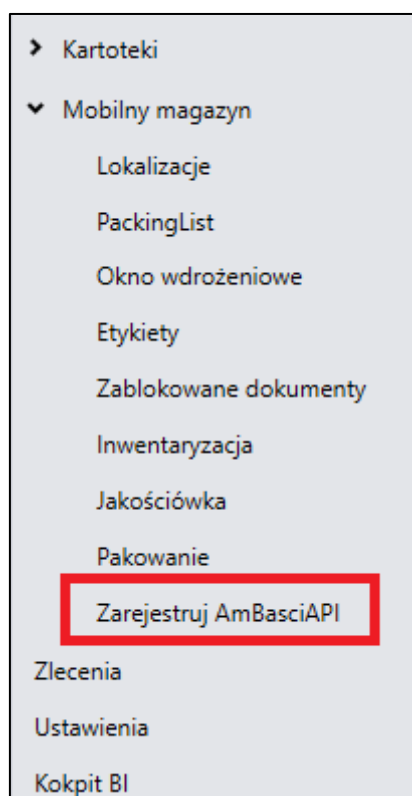 Kartoteki
Mobilny magazyn
Lokalizacje
PackingList
Okno wdrożeniowe
Etykiety
Zablokowane dokumenty
Inwentaryzacja
Jakościówka
Pakowanie
Zarejestruj AmBasciAPI
Zlecenia
Ustawienia
Kokpit BI